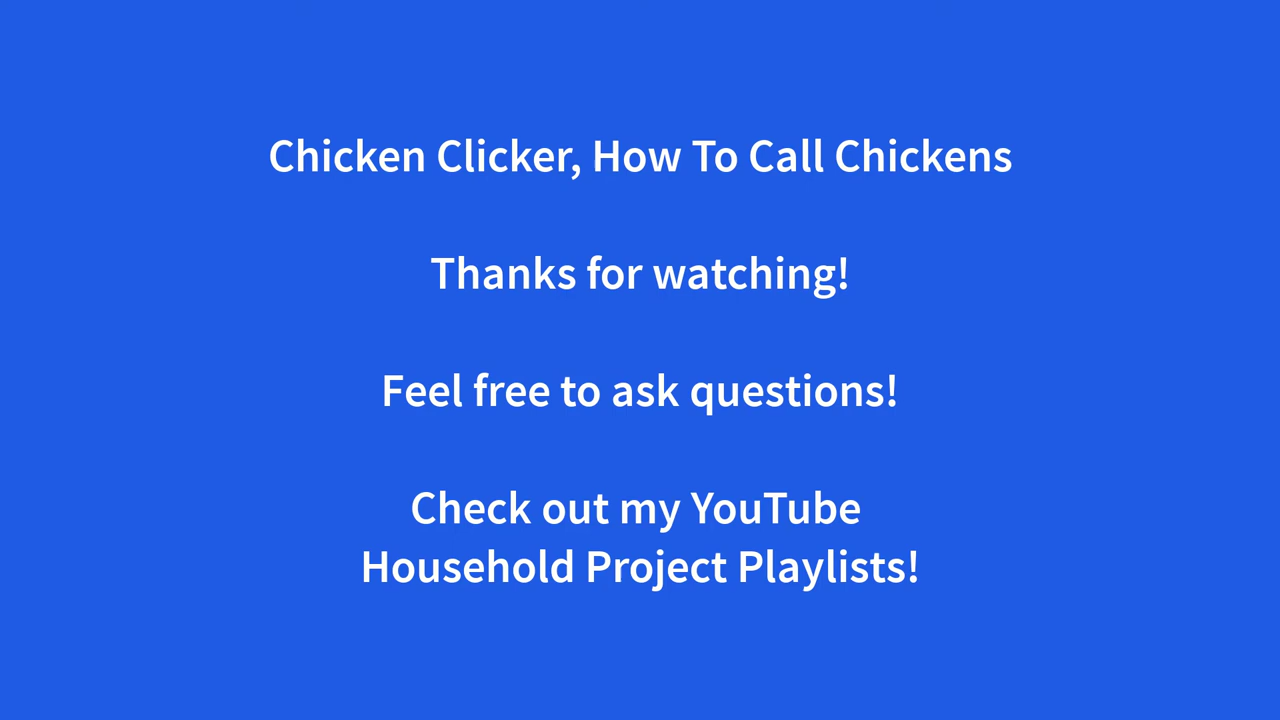 Chicken Clicker, How To Call Chickens
Thanks for watching!
Feel free to ask questions!
Check out my YouTube
Household Project Playlists!